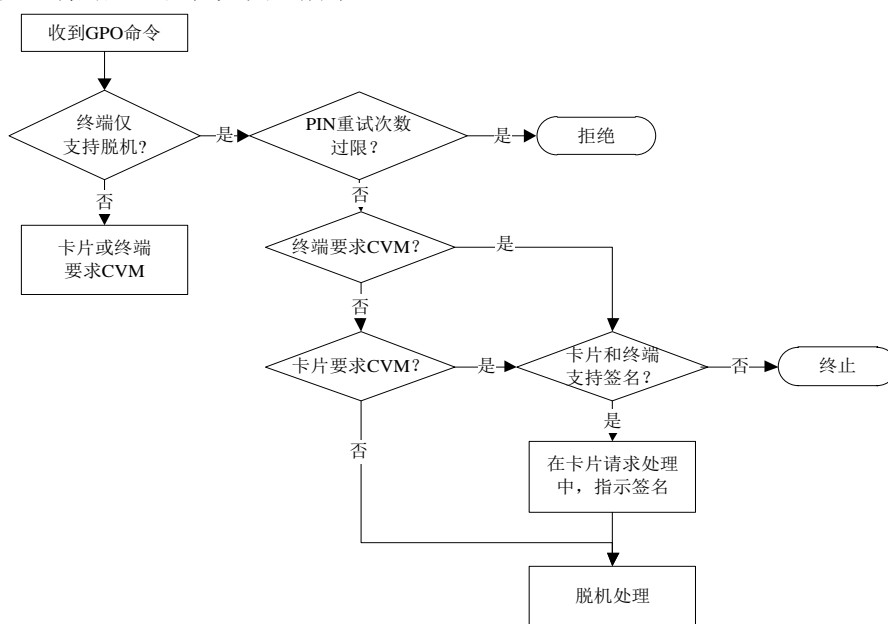 收到GPO命令
终端仅
支持脱机?
是
PIN重试次数
过限?
是
拒绝
否
否
卡片或终端
要求CVM
终端要求CVM?
是
否
卡片要求CVM?
是
卡片和终端
支持签名?
否
终止
是
否
在卡片请求处理
中，指示签名
脱机处理